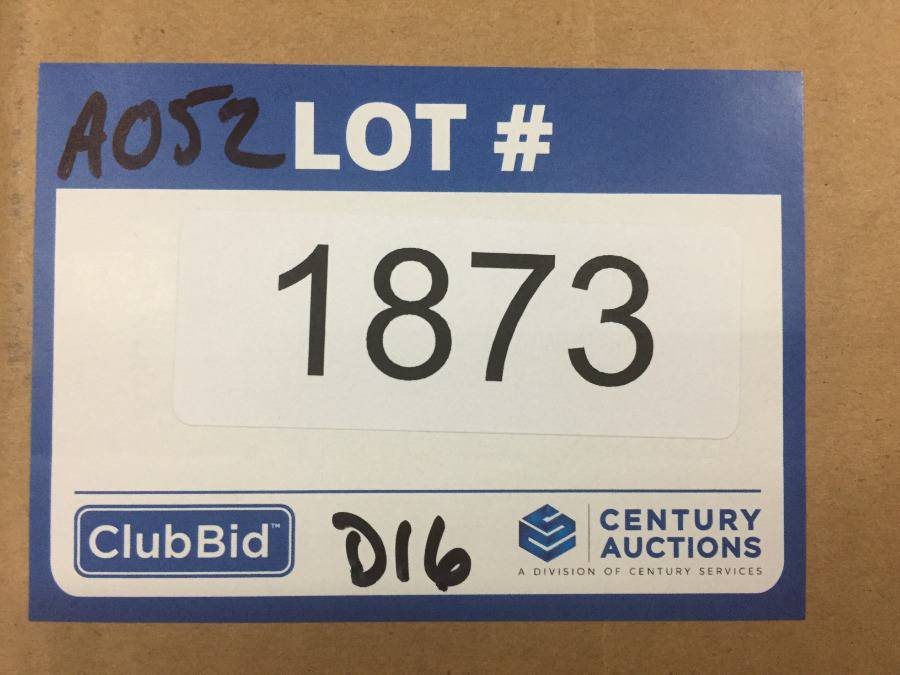 A052 LOT #
1873
ClubBid™
D16
CENTURY
AUCTIONS
A DIVISION OF CENTURY SERVICES